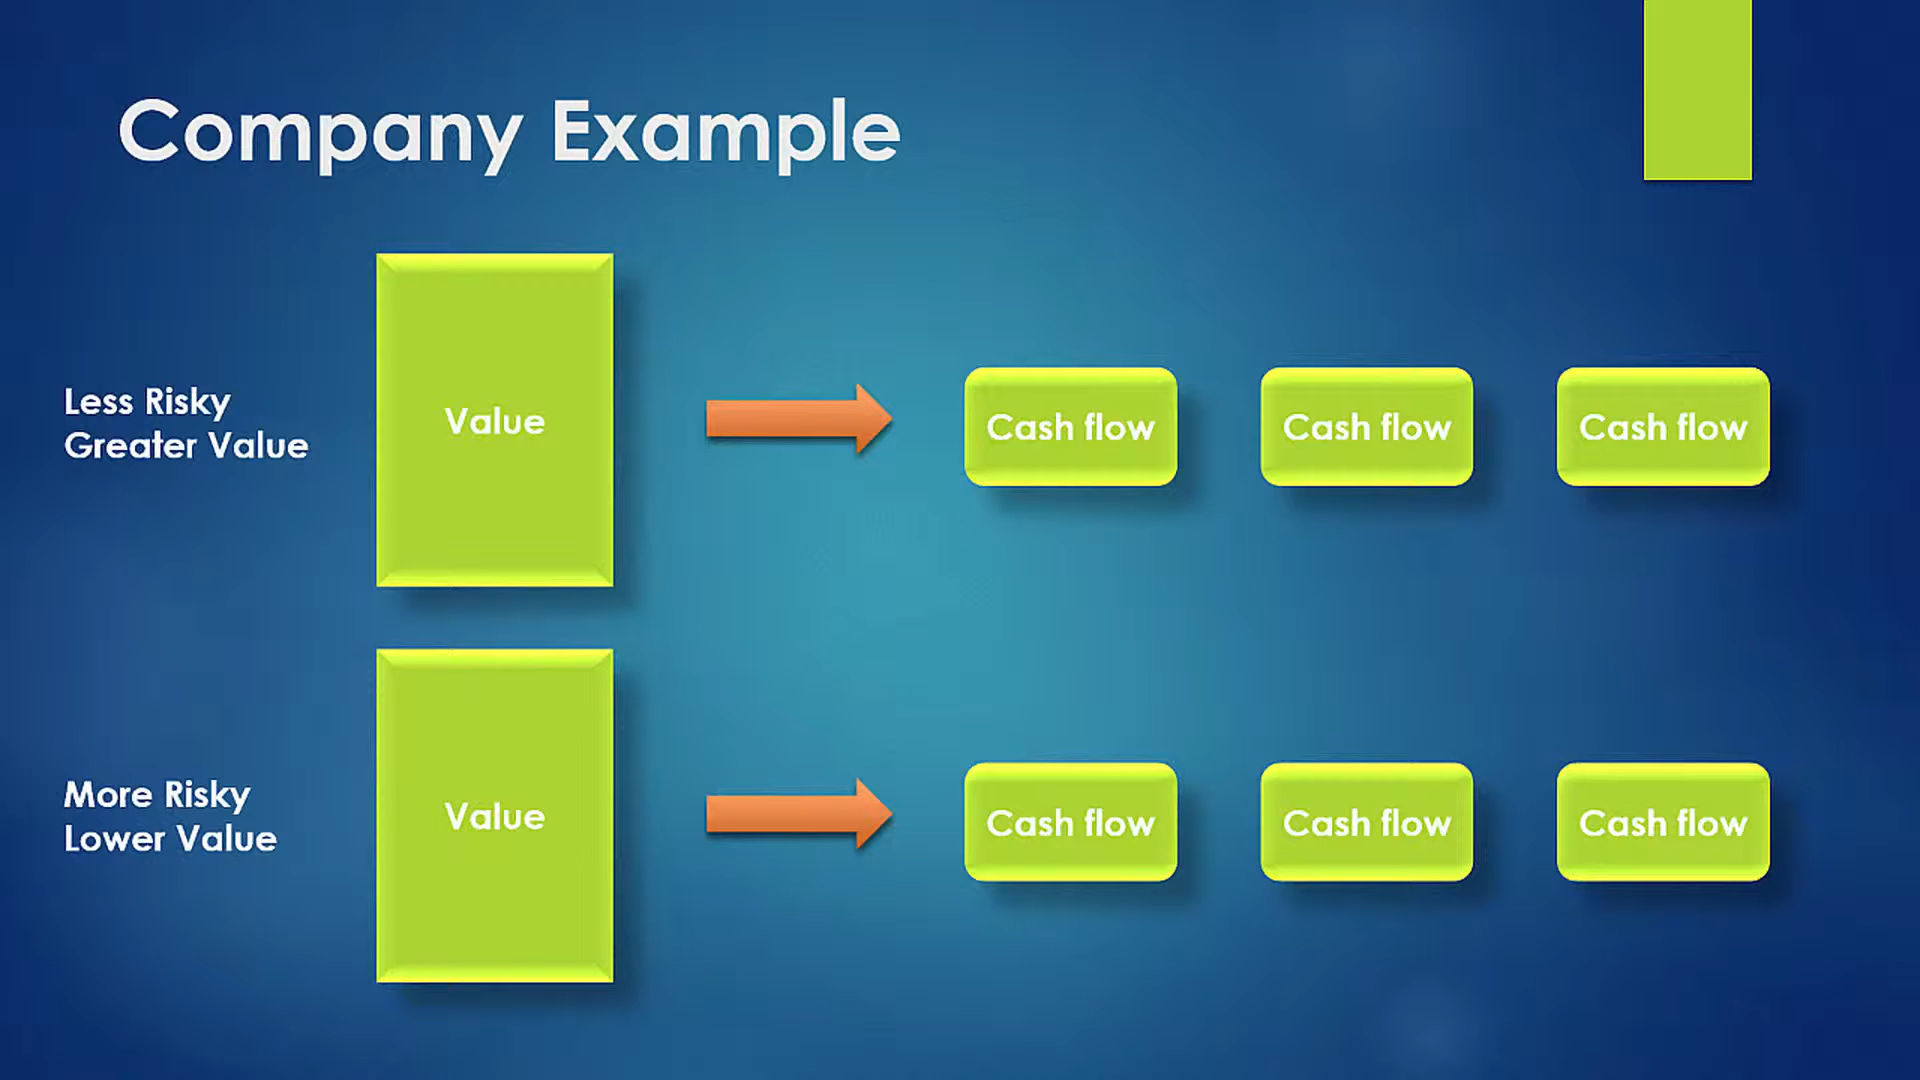 Company Example
Less Risky
Greater Value
Value
Cash flow
Cash flow
Cash flow
More Risky
Lower Value
Value
Cash flow
Cash flow
Cash flow